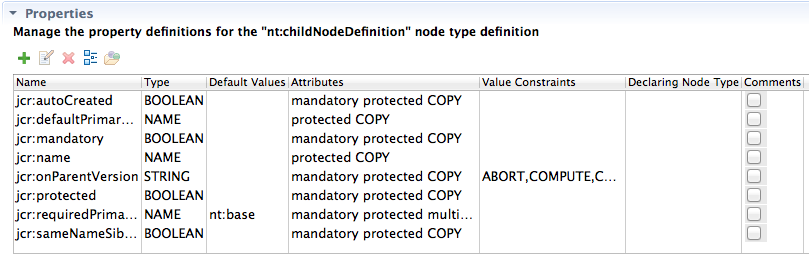 Properties
Manage the property definitions for the "nt:childNodeDefinition" node type definition
Name Type Default Values Attributes Value Constraints Declaring Node Type Comments
jcr:autoCreated BOOLEAN mandatory protected COPY
jcr:defaultPrimar... NAME protected COPY
jcr:mandatory BOOLEAN mandatory protected COPY
jcr:name NAME protected COPY
jcr:onParentVersion STRING mandatory protected COPY ABORT,COMPUTE,C...
jcr:protected BOOLEAN mandatory protected COPY
jcr:requiredPrima... NAME nt:base mandatory protected multi...
jcr:sameNameSib... BOOLEAN mandatory protected COPY